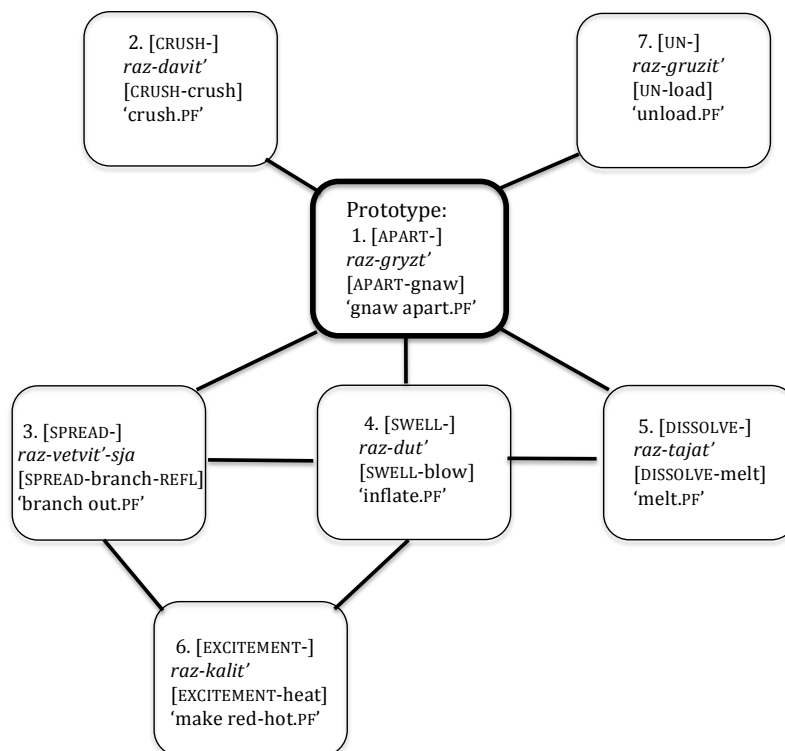 2. [CRUSH-]
raz-davit’
[CRUSH-crush]
‘crush.PF’
7. [UN-]
raz-gruzit’
[UN-load]
‘unload.PF’
Prototype:
1. [APART-]
raz-gryzt’
[APART-gnaw]
‘gnaw apart.PF’
3. [SPREAD-]
raz-vetvit’-sja
[SPREAD-branch-REFL]
‘branch out.PF’
4. [SWELL-]
raz-dut’
[SWELL-blow]
‘inflate.PF’
5. [DISSOLVE-]
raz-tajat’
[DISSOLVE-melt]
‘melt.PF’
6. [EXCITEMENT-]
raz-kalit’
[EXCITEMENT-heat]
‘make red-hot.PF’